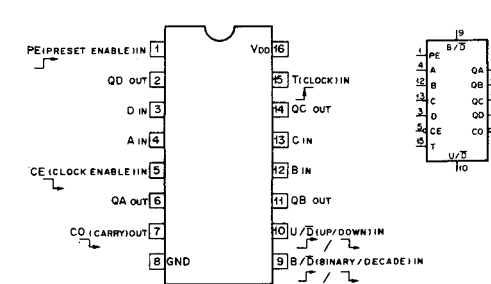 PE(PRESET ENABLE)IN 1
VDD 16
QD OUT 2
15 T(CLOCK)IN
D IN 3
14 QC OUT
A IN 4
13 C IN
CE (CLOCK ENABLE)IN 5
12 B IN
QA OUT 6
11 QB OUT
CO (CARRY)OUT 7
10 U/D̅(UP/DOWN)IN
/
8 GND
9 B/D̅(BINARY/DECADE)IN
/
9
B/D̅
1 PE
4 A QA
12 B QB
13 C QC
3 D QD
5 CE CO
15 T
U/D̅
10